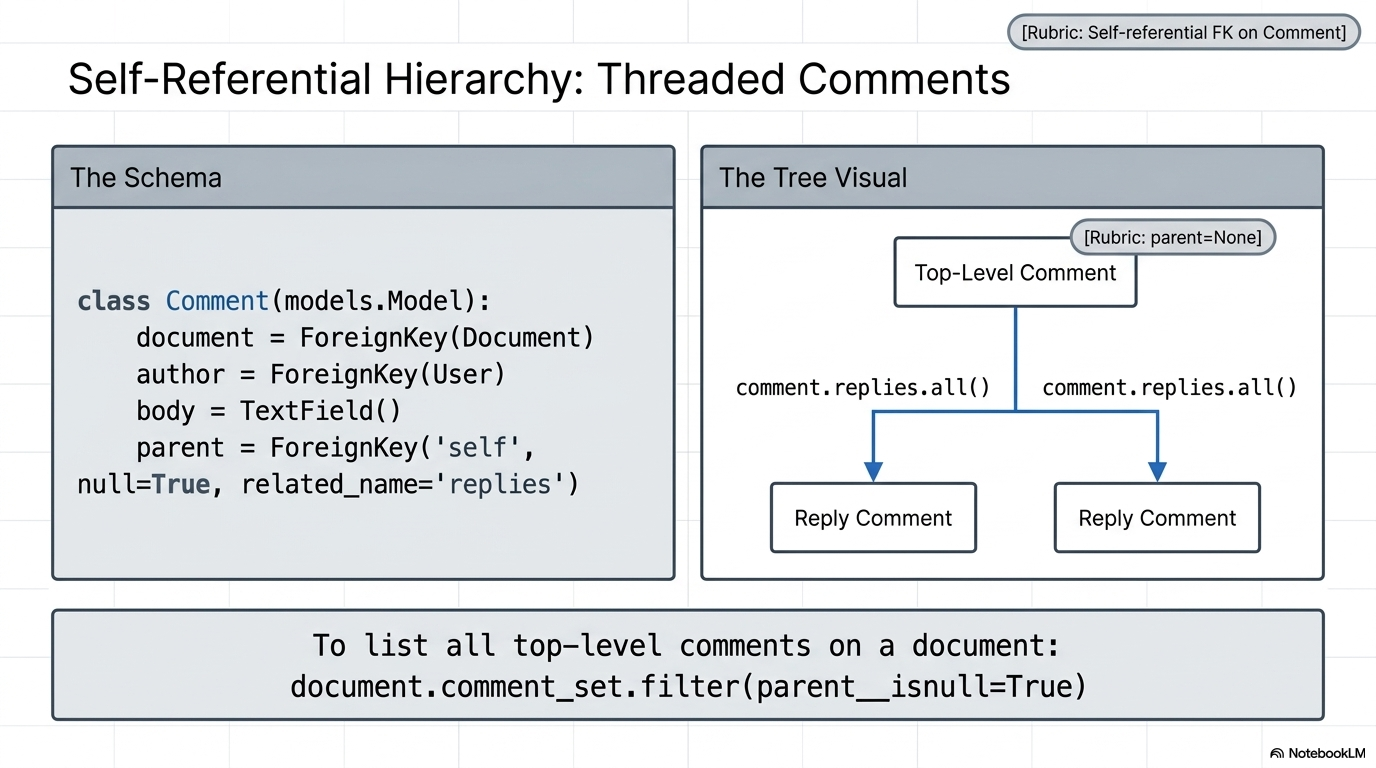 [Rubric: Self-referential FK on Comment]
Self-Referential Hierarchy: Threaded Comments
The Schema
class Comment(models.Model):
    document = ForeignKey(Document)
    author = ForeignKey(User)
    body = TextField()
    parent = ForeignKey('self',
null=True, related_name='replies')
The Tree Visual
[Rubric: parent=None]
Top-Level Comment
comment.replies.all()
comment.replies.all()
Reply Comment
Reply Comment
To list all top-level comments on a document:
document.comment_set.filter(parent__isnull=True)
NotebookLM